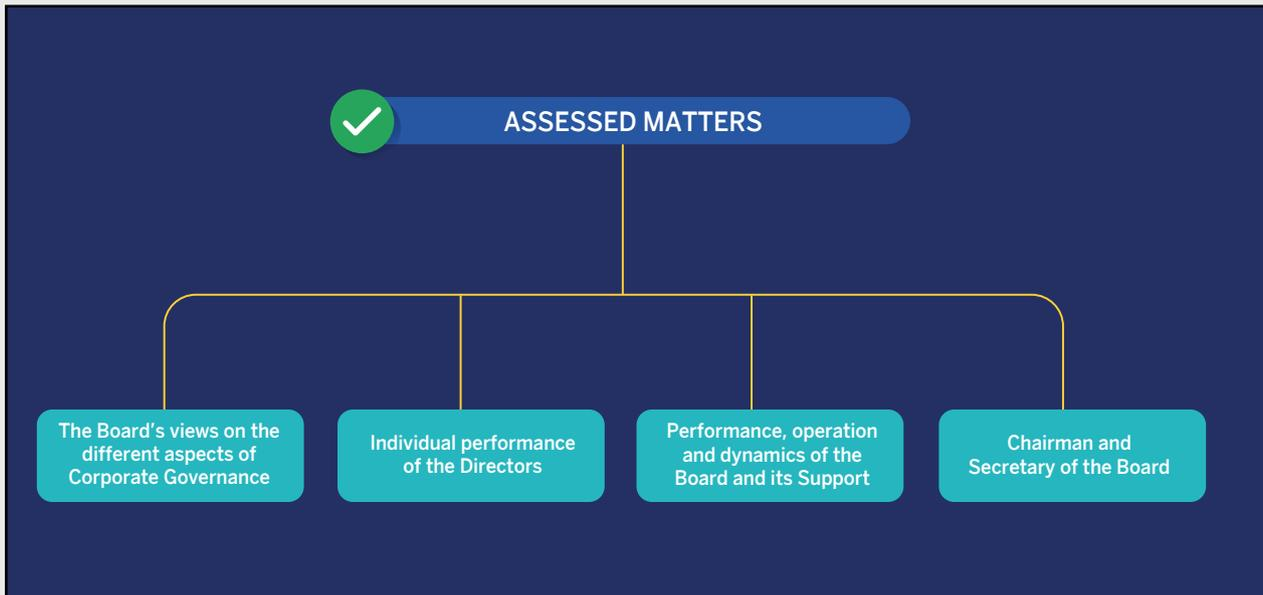 ASSESSED MATTERS
The Board's views on the
different aspects of
Corporate Governance
Individual performance
of the Directors
Performance, operation
and dynamics of the
Board and its Support
Chairman and
Secretary of the Board